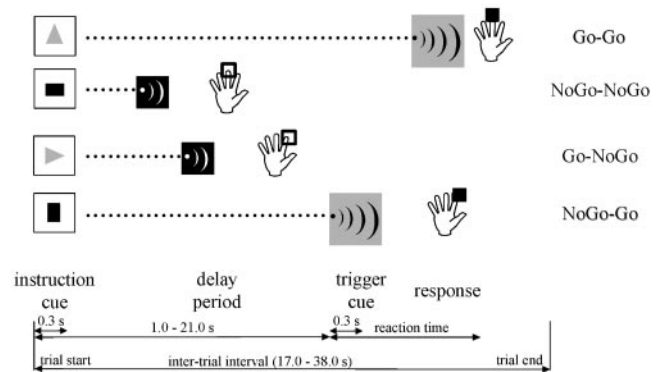 Go-Go
NoGo-NoGo
Go-NoGo
NoGo-Go
instruction cue
delay period
trigger cue
response
0.3 s
1.0 - 21.0 s
0.3 s
reaction time
trial start
inter-trial interval (17.0 - 38.0 s)
trial end